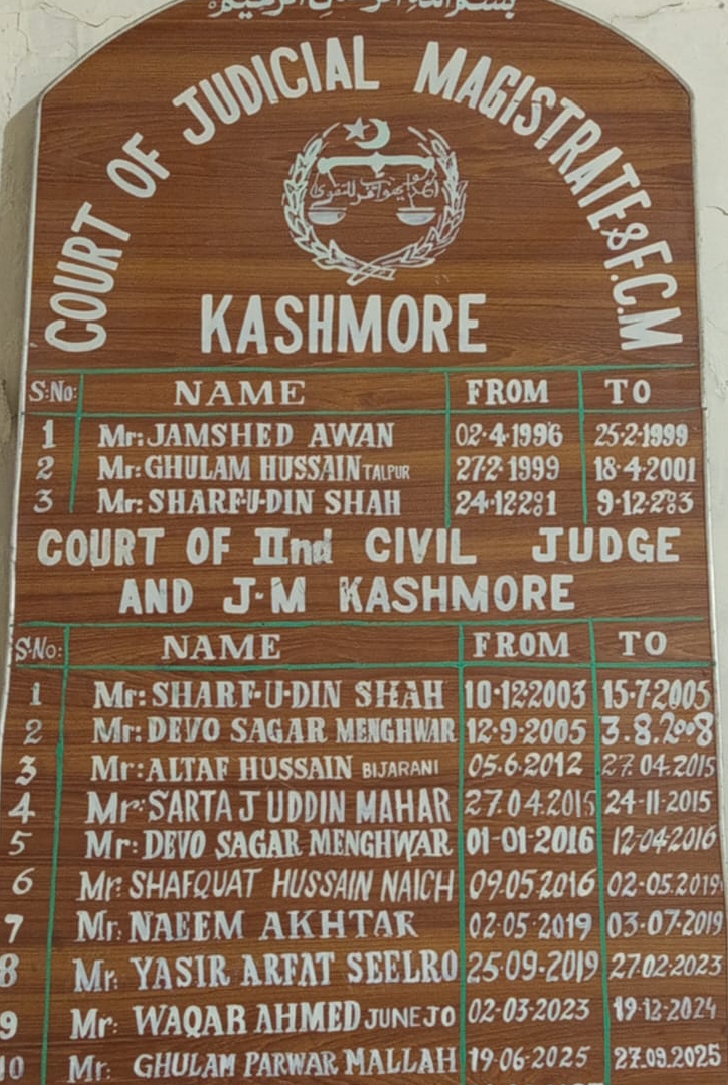 بسم الله الرحمن الرحيم
COURT OF JUDICIAL MAGISTRATE & F.C.M
KASHMORE
S:No: NAME FROM TO
1 Mr: JAMSHED AWAN 02·4·1996 25·2·1999
2 Mr: GHULAM HUSSAIN TALPUR 27·2·1999 18·4·2001
3 Mr: SHARF-U-DIN SHAH 24·12·2001 9·12·2003
COURT OF IInd CIVIL JUDGE
AND J·M KASHMORE
S:No: NAME FROM TO
1 Mr: SHARF-U-DIN SHAH 10·12·2003 15·7·2005
2 Mr: DEVO SAGAR MENGHWAR 12·9·2005 3.8.2008
3 Mr: ALTAF HUSSAIN BIJARANI 05·6·2012 27.04.2015
4 Mr: SARTAJ UDDIN MAHAR 27.04.2015 24-11-2015
5 Mr: DEVO SAGAR MENGHWAR 01-01-2016 12-04-2016
6 Mr: SHAFQUAT HUSSAIN NAICH 09.05.2016 02-05.2019
7 Mr: NAEEM AKHTAR 02·05·2019 03-07-2019
8 Mr: YASIR ARFAT SEELRO 25-09-2019 27-02-2023
9 Mr: WAQAR AHMED JUNEJO 02-03-2023 19-12-2024
10 Mr: GHULAM PARWAR MALLAH 19-06-2025 27.09.2025